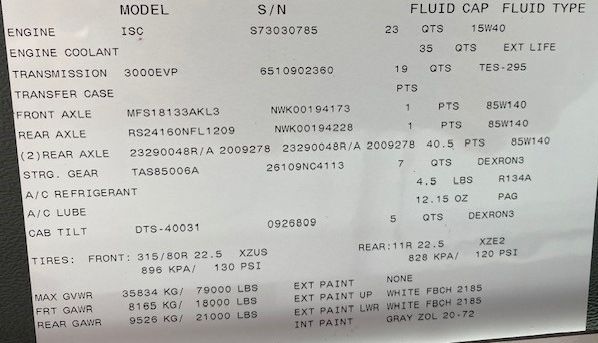 MODEL S/N FLUID CAP FLUID TYPE
ENGINE ISC S73030785 23 QTS 15W40
ENGINE COOLANT 35 QTS EXT LIFE
TRANSMISSION 3000EVP 6510902360 19 QTS TES-295
TRANSFER CASE PTS
FRONT AXLE MFS18133AKL3 NWK00194173 1 PTS 85W140
REAR AXLE RS24160NFL1209 NWK00194228 1 PTS 85W140
(2)REAR AXLE 23290048R/A 2009278 23290048R/A 2009278 40.5 PTS 85W140
STRG. GEAR TAS85006A 26109NC4113 7 QTS DEXRON3
A/C REFRIGERANT 4.5 LBS R134A
A/C LUBE 12.15 OZ PAG
CAB TILT DTS-40031 0926809 5 QTS DEXRON3
TIRES: FRONT: 315/80R 22.5 XZUS REAR:11R 22.5 XZE2
896 KPA/ 130 PSI 828 KPA/ 120 PSI
MAX GVWR 35834 KG/ 79000 LBS EXT PAINT NONE
FRT GAWR 8165 KG/ 18000 LBS EXT PAINT UP WHITE FBCH 2185
REAR GAWR 9526 KG/ 21000 LBS EXT PAINT LWR WHITE FBCH 2185
INT PAINT GRAY ZOL 20-72